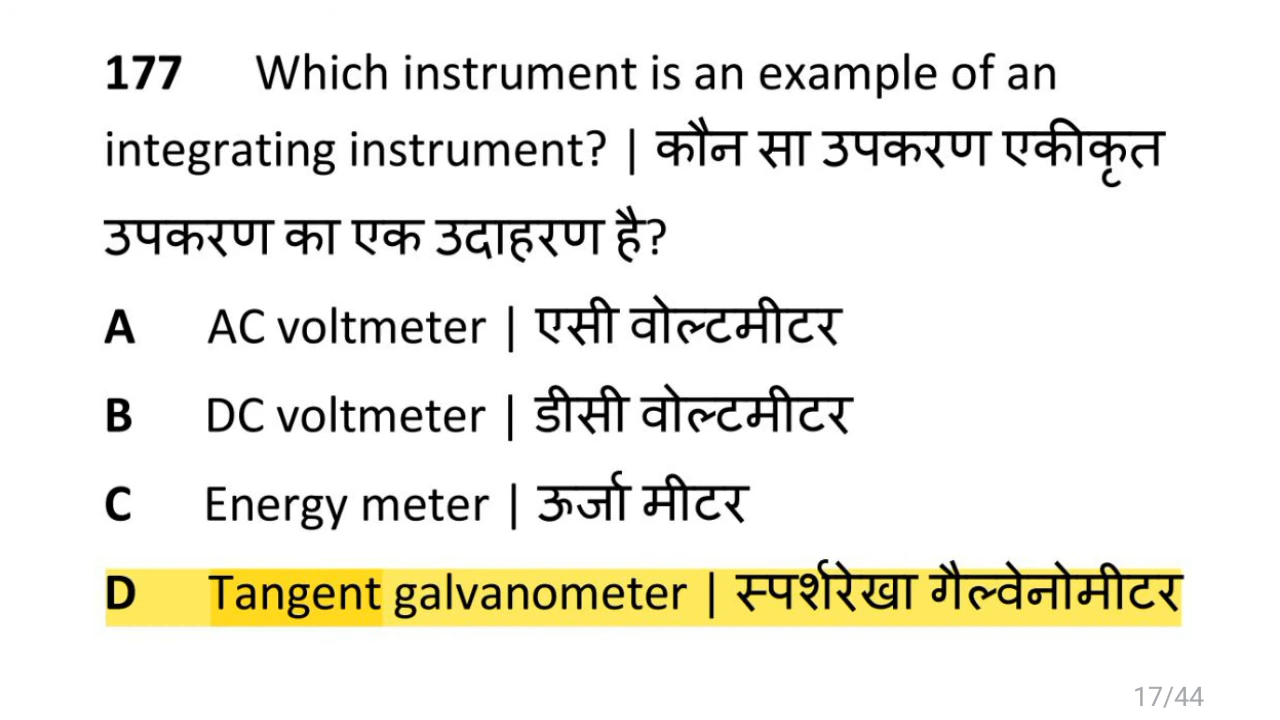 177 Which instrument is an example of an
integrating instrument? | कौन सा उपकरण एकीकृत
उपकरण का एक उदाहरण है?
A AC voltmeter | एसी वोल्टमीटर
B DC voltmeter | डीसी वोल्टमीटर
C Energy meter | ऊर्जा मीटर
D Tangent galvanometer | स्पर्शरेखा गैल्वेनोमीटर
17/44